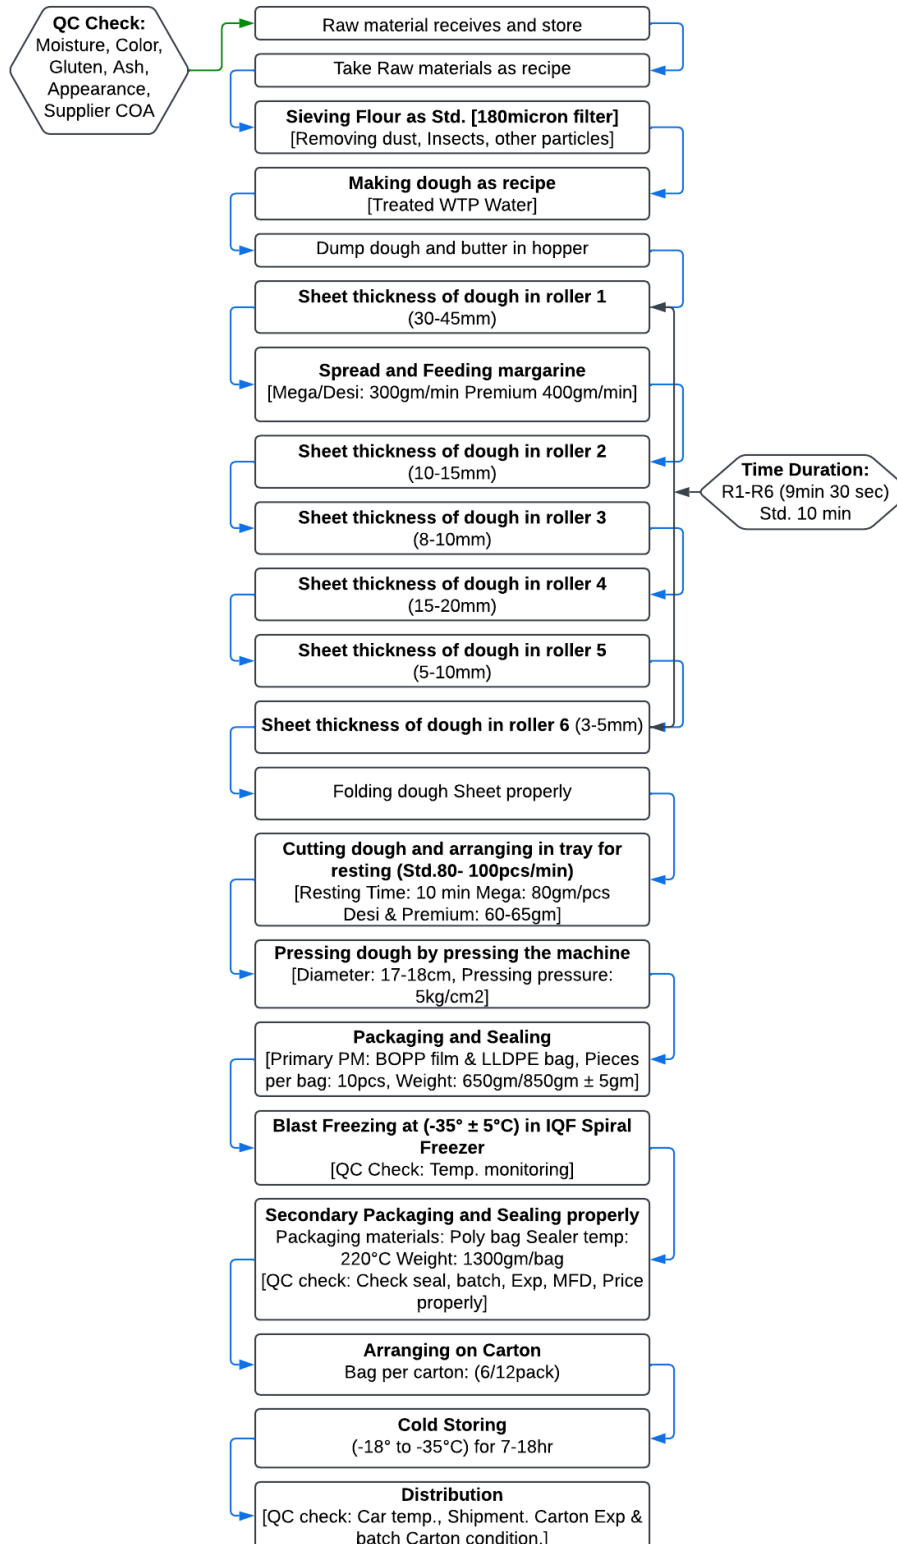 QC Check:
Moisture, Color,
Gluten, Ash,
Appearance,
Supplier COA
Raw material receives and store
Take Raw materials as recipe
Sieving Flour as Std. [180micron filter]
[Removing dust, Insects, other particles]
Making dough as recipe
[Treated WTP Water]
Dump dough and butter in hopper
Sheet thickness of dough in roller 1
(30-45mm)
Spread and Feeding margarine
[Mega/Desi: 300gm/min Premium 400gm/min]
Sheet thickness of dough in roller 2
(10-15mm)
Time Duration:
R1-R6 (9min 30 sec)
Std. 10 min
Sheet thickness of dough in roller 3
(8-10mm)
Sheet thickness of dough in roller 4
(15-20mm)
Sheet thickness of dough in roller 5
(5-10mm)
Sheet thickness of dough in roller 6 (3-5mm)
Folding dough Sheet properly
Cutting dough and arranging in tray for
resting (Std.80- 100pcs/min)
[Resting Time: 10 min Mega: 80gm/pcs
Desi & Premium: 60-65gm]
Pressing dough by pressing the machine
[Diameter: 17-18cm, Pressing pressure:
5kg/cm2]
Packaging and Sealing
[Primary PM: BOPP film & LLDPE bag, Pieces
per bag: 10pcs, Weight: 650gm/850gm ± 5gm]
Blast Freezing at (-35° ± 5°C) in IQF Spiral
Freezer
[QC Check: Temp. monitoring]
Secondary Packaging and Sealing properly
Packaging materials: Poly bag Sealer temp:
220°C Weight: 1300gm/bag
[QC check: Check seal, batch, Exp, MFD, Price
properly]
Arranging on Carton
Bag per carton: (6/12pack)
Cold Storing
(-18° to -35°C) for 7-18hr
Distribution
[QC check: Car temp., Shipment. Carton Exp &
batch Carton condition.]